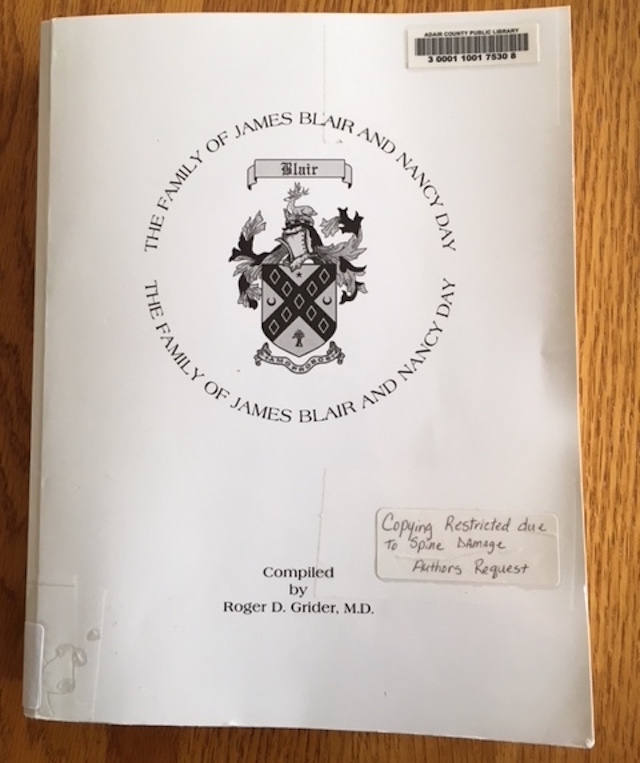 ADAIR COUNTY PUBLIC LIBRARY
3 0001 1001 7530 8
THE FAMILY OF JAMES BLAIR AND NANCY DAY
Blair
THE FAMILY OF JAMES BLAIR AND NANCY DAY
Copying Restricted due
to Spine Damage
Authors Request
Compiled
by
Roger D. Grider, M.D.